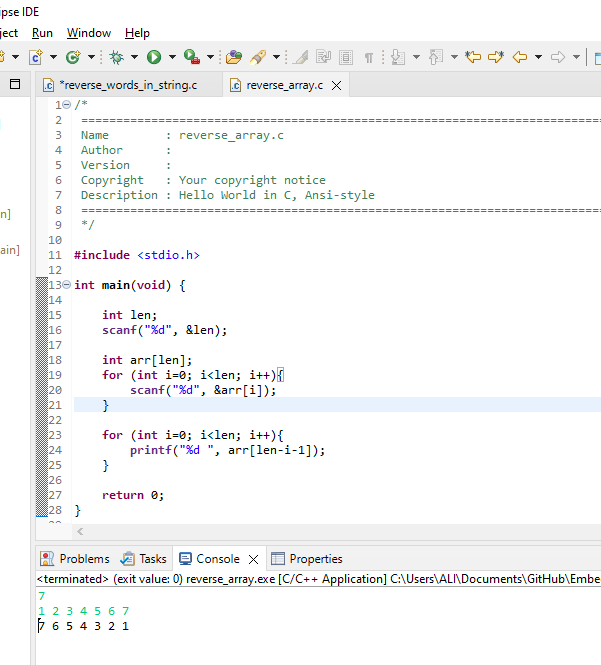 ipse IDE
ject Run Window Help
*reverse_words_in_string.c reverse_array.c
1 /*
2 ==========================================================================
3 Name : reverse_array.c
4 Author :
5 Version :
6 Copyright : Your copyright notice
7 Description : Hello World in C, Ansi-style
8 ==========================================================================
9 */
10
11 #include <stdio.h>
12
13 int main(void) {
14
15 int len;
16 scanf("%d", &len);
17
18 int arr[len];
19 for (int i=0; i<len; i++){
20 scanf("%d", &arr[i]);
21 }
22
23 for (int i=0; i<len; i++){
24 printf("%d ", arr[len-i-1]);
25 }
26
27 return 0;
28 }
n]
ain]
Problems Tasks Console Properties
<terminated> (exit value: 0) reverse_array.exe [C/C++ Application] C:\Users\ALI\Documents\GitHub\Embe
7
1 2 3 4 5 6 7
7 6 5 4 3 2 1